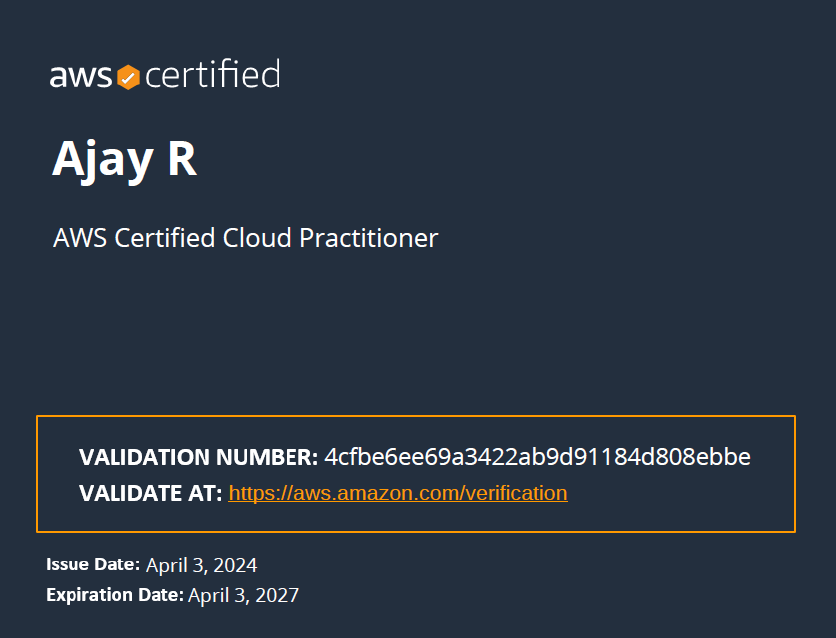 aws certified
Ajay R
AWS Certified Cloud Practitioner
VALIDATION NUMBER: 4cfbe6ee69a3422ab9d91184d808ebbe
VALIDATE AT: https://aws.amazon.com/verification
Issue Date: April 3, 2024
Expiration Date: April 3, 2027